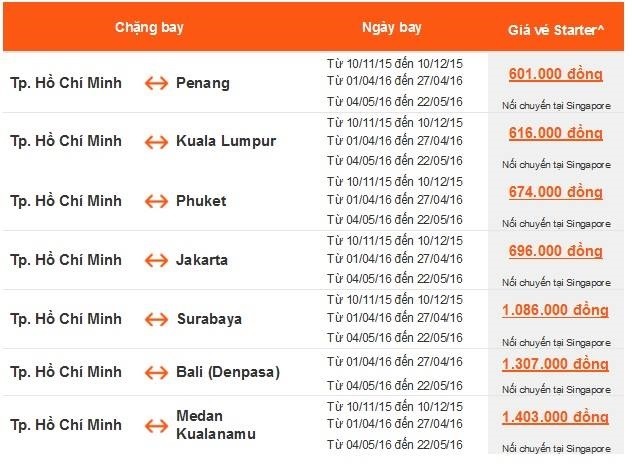 Chặng bay Ngày bay Giá vé Starter^
Từ 10/11/15 đến 10/12/15
Tp. Hồ Chí Minh ↔ Penang Từ 01/04/16 đến 27/04/16 601.000 đồng
Từ 04/05/16 đến 22/05/16 Nối chuyến tại Singapore
Từ 10/11/15 đến 10/12/15
Tp. Hồ Chí Minh ↔ Kuala Lumpur Từ 01/04/16 đến 27/04/16 616.000 đồng
Từ 04/05/16 đến 22/05/16 Nối chuyến tại Singapore
Từ 10/11/15 đến 10/12/15
Tp. Hồ Chí Minh ↔ Phuket Từ 01/04/16 đến 27/04/16 674.000 đồng
Từ 04/05/16 đến 22/05/16 Nối chuyến tại Singapore
Từ 10/11/15 đến 10/12/15
Tp. Hồ Chí Minh ↔ Jakarta Từ 01/04/16 đến 27/04/16 696.000 đồng
Từ 04/05/16 đến 22/05/16 Nối chuyến tại Singapore
Từ 10/11/15 đến 10/12/15
Tp. Hồ Chí Minh ↔ Surabaya Từ 01/04/16 đến 27/04/16 1.086.000 đồng
Từ 04/05/16 đến 22/05/16 Nối chuyến tại Singapore
Tp. Hồ Chí Minh ↔ Bali (Denpasa) Từ 01/04/16 đến 27/04/16 1.307.000 đồng
Từ 04/05/16 đến 22/05/16 Nối chuyến tại Singapore
Từ 10/11/15 đến 10/12/15
Tp. Hồ Chí Minh ↔ Medan Từ 01/04/16 đến 27/04/16 1.403.000 đồng
Kualanamu Từ 04/05/16 đến 22/05/16 Nối chuyến tại Singapore